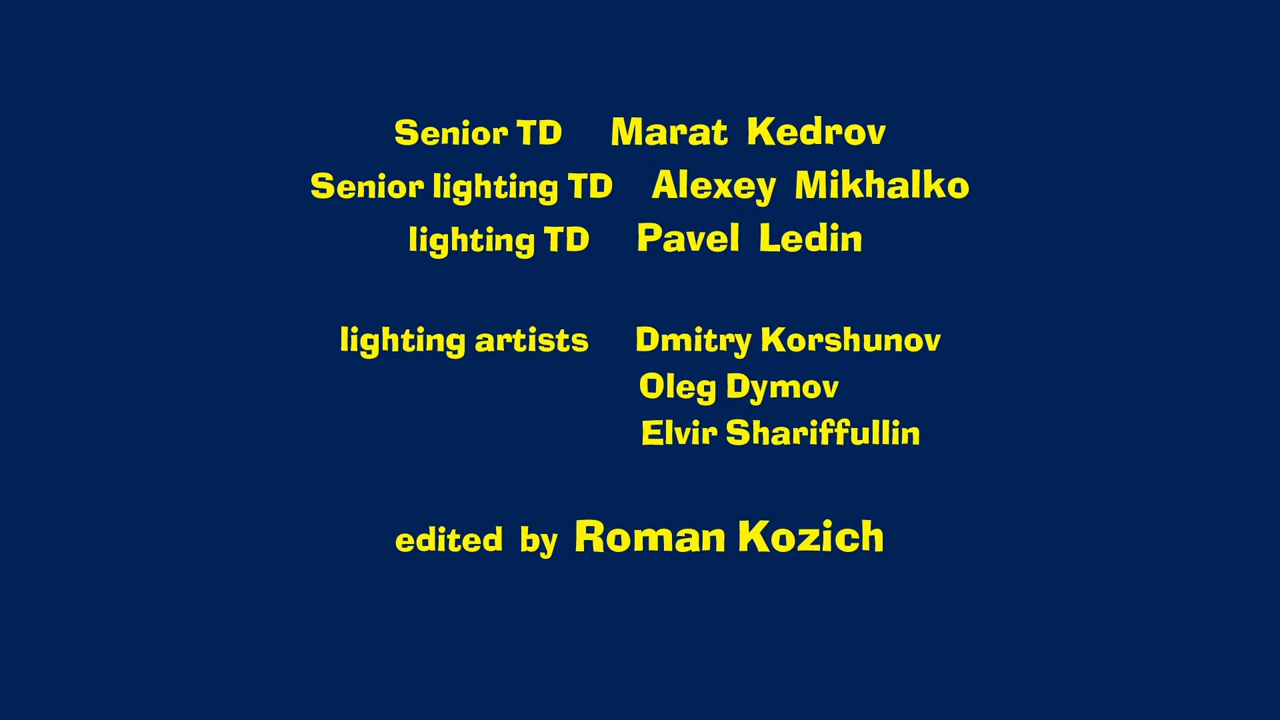 Senior TD Marat Kedrov
Senior lighting TD Alexey Mikhalko
lighting TD Pavel Ledin
lighting artists Dmitry Korshunov
Oleg Dymov
Elvir Shariffullin
edited by Roman Kozich